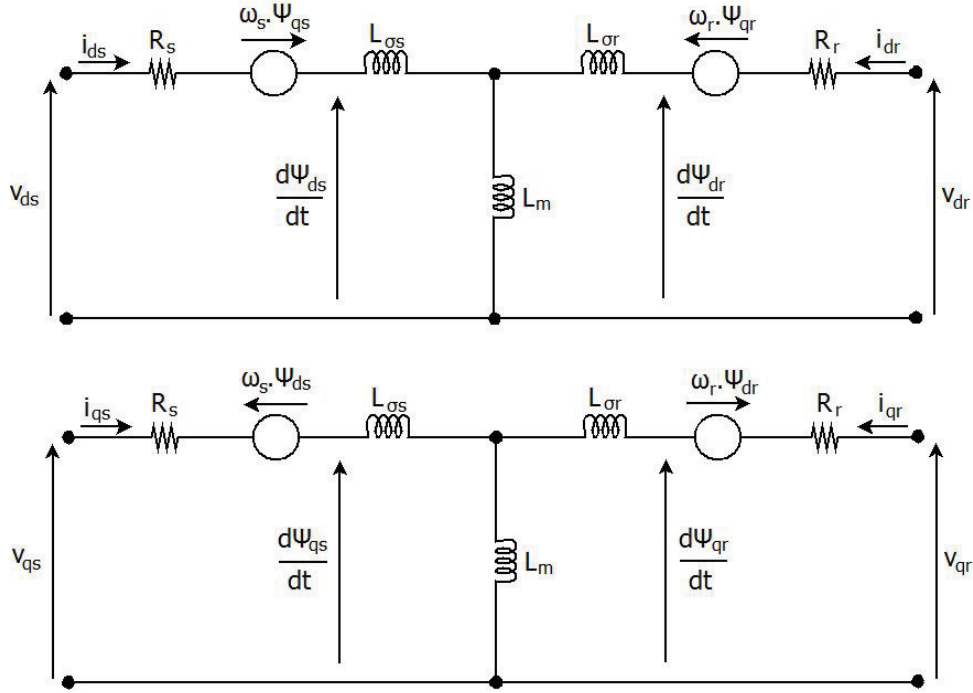 i_ds R_s ω_s.Ψ_qs L_σs L_σr ω_r.Ψ_qr R_r i_dr
v_ds dΨ_ds/dt L_m dΨ_dr/dt v_dr
i_qs R_s ω_s.Ψ_ds L_σs L_σr ω_r.Ψ_dr R_r i_qr
v_qs dΨ_qs/dt L_m dΨ_qr/dt v_qr